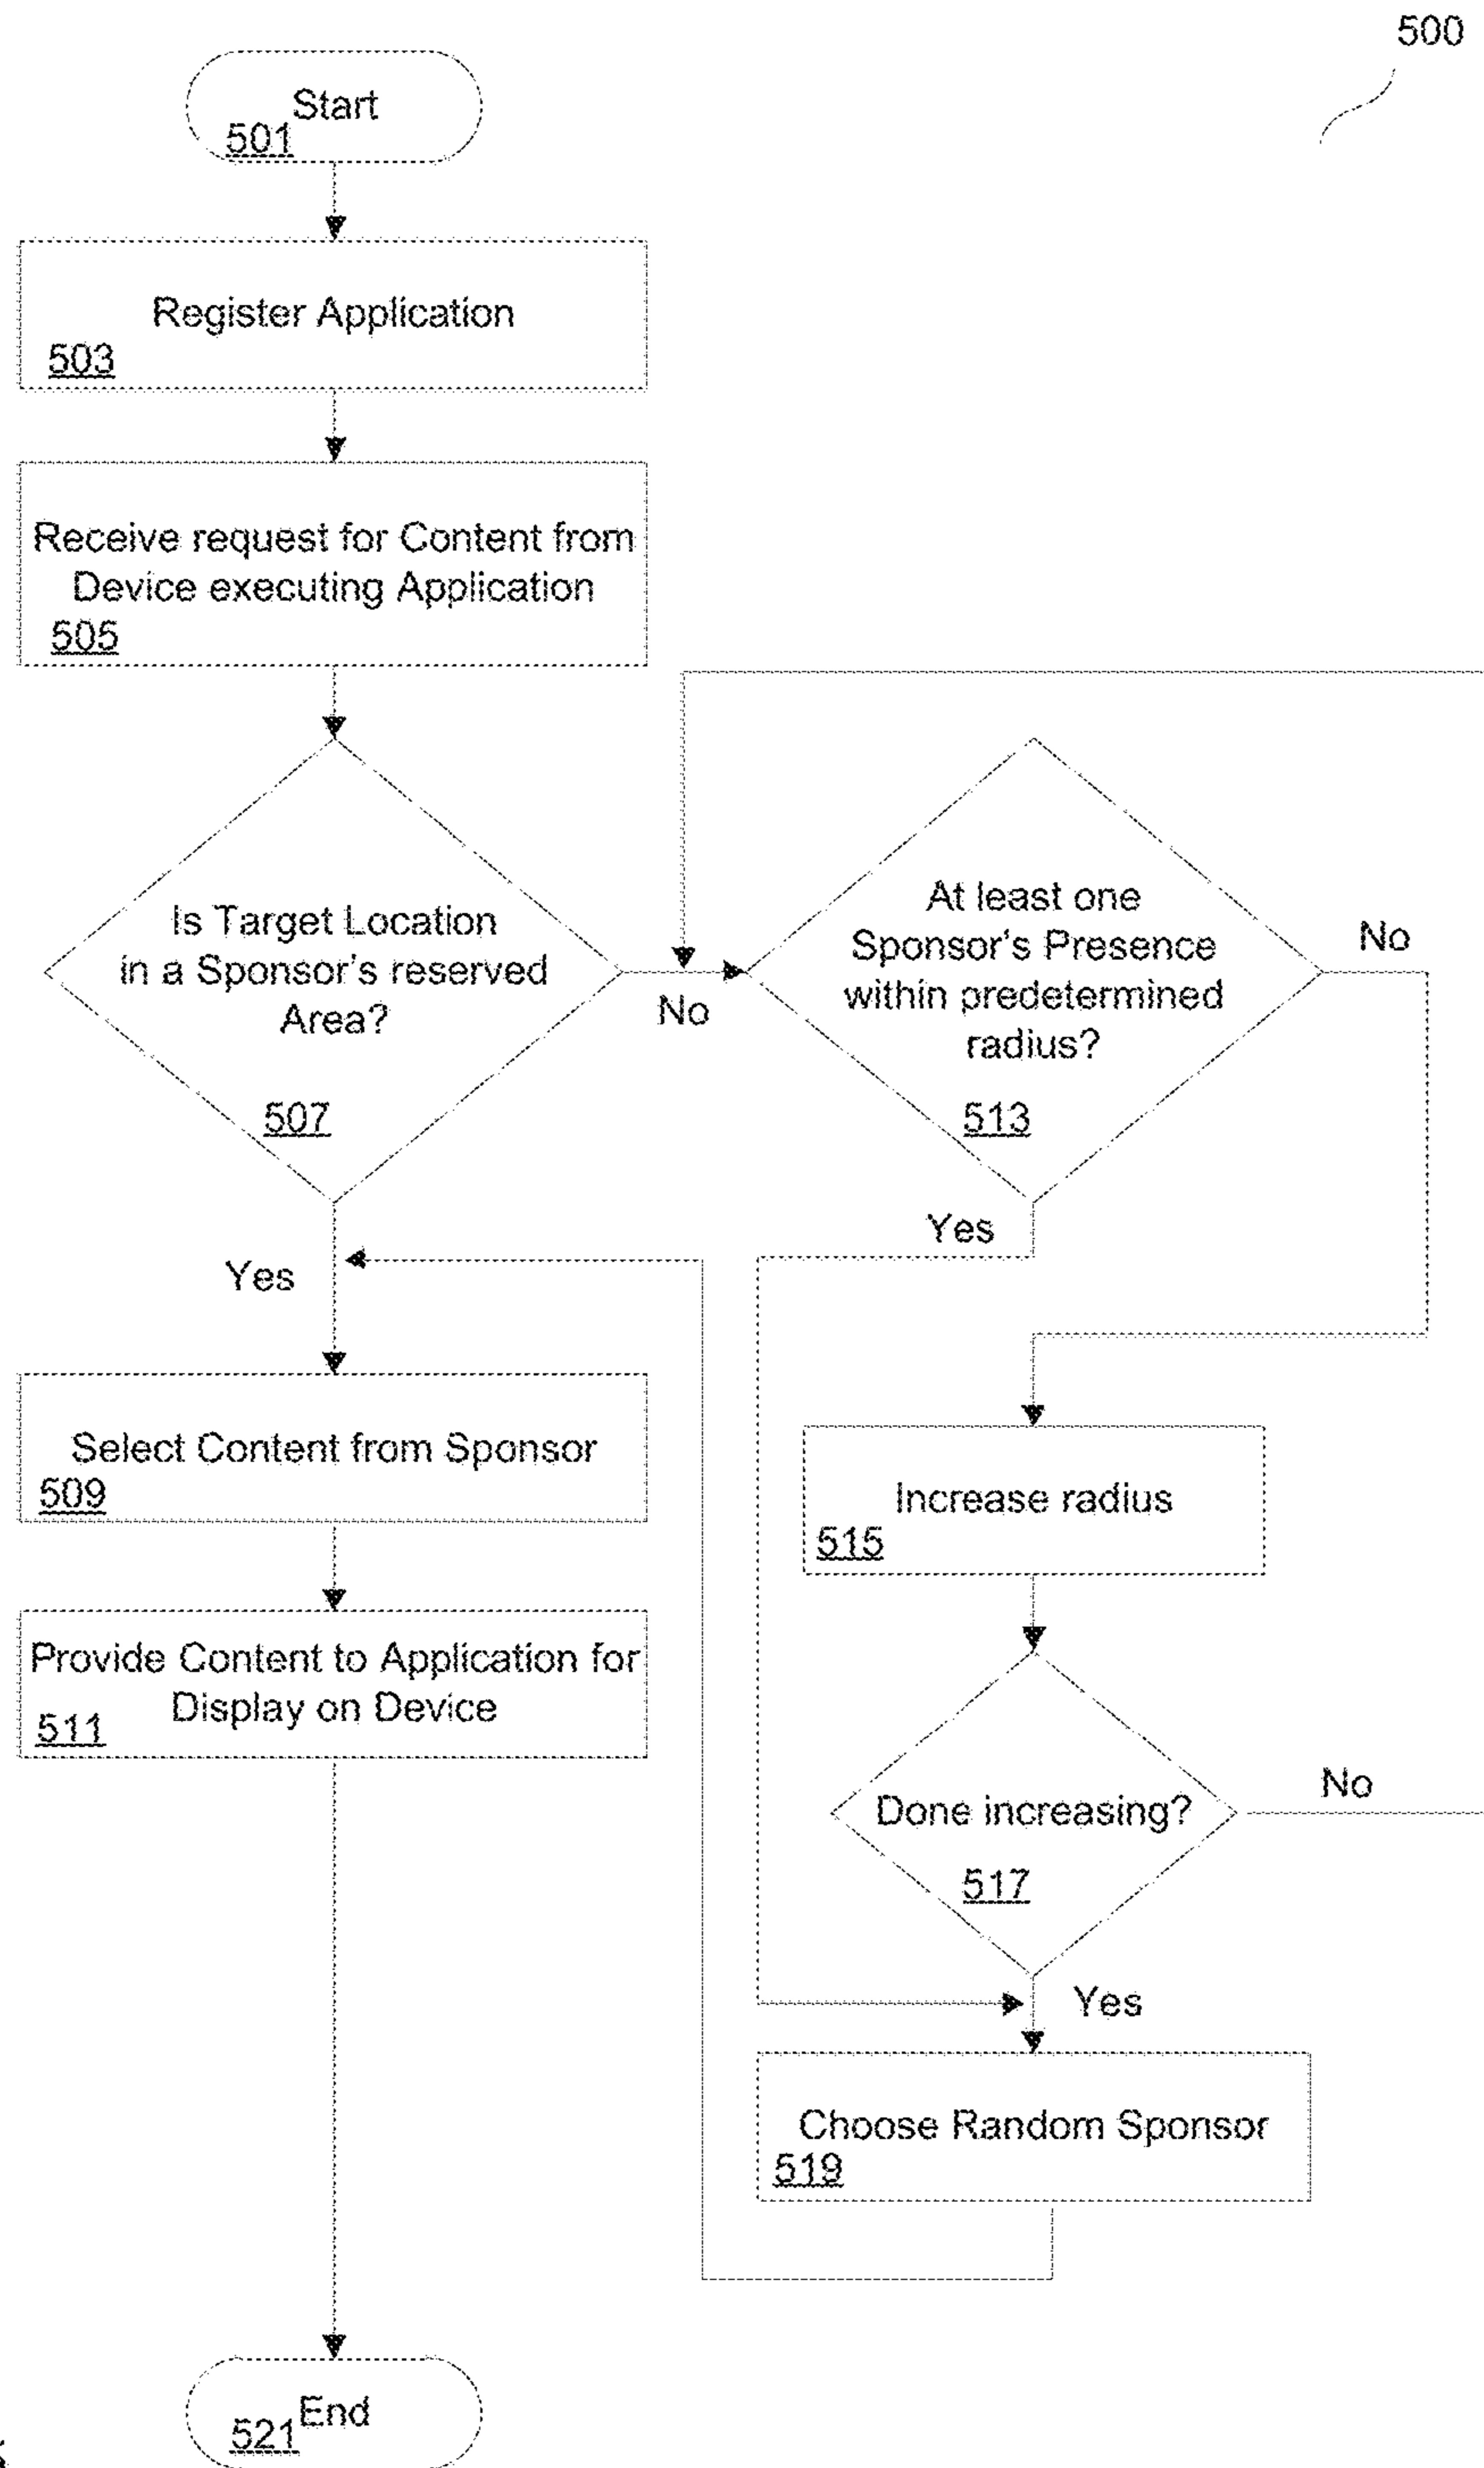 500
Start
501
Register Application
503
Receive request for Content from
Device executing Application
505
Is Target Location
in a Sponsor's reserved
Area?
507
No
At least one
Sponsor's Presence
within predetermined
radius?
513
No
Yes
Yes
Select Content from Sponsor
509
Increase radius
515
Provide Content to Application for
Display on Device
511
Done increasing?
517
No
Yes
Choose Random Sponsor
519
End
521